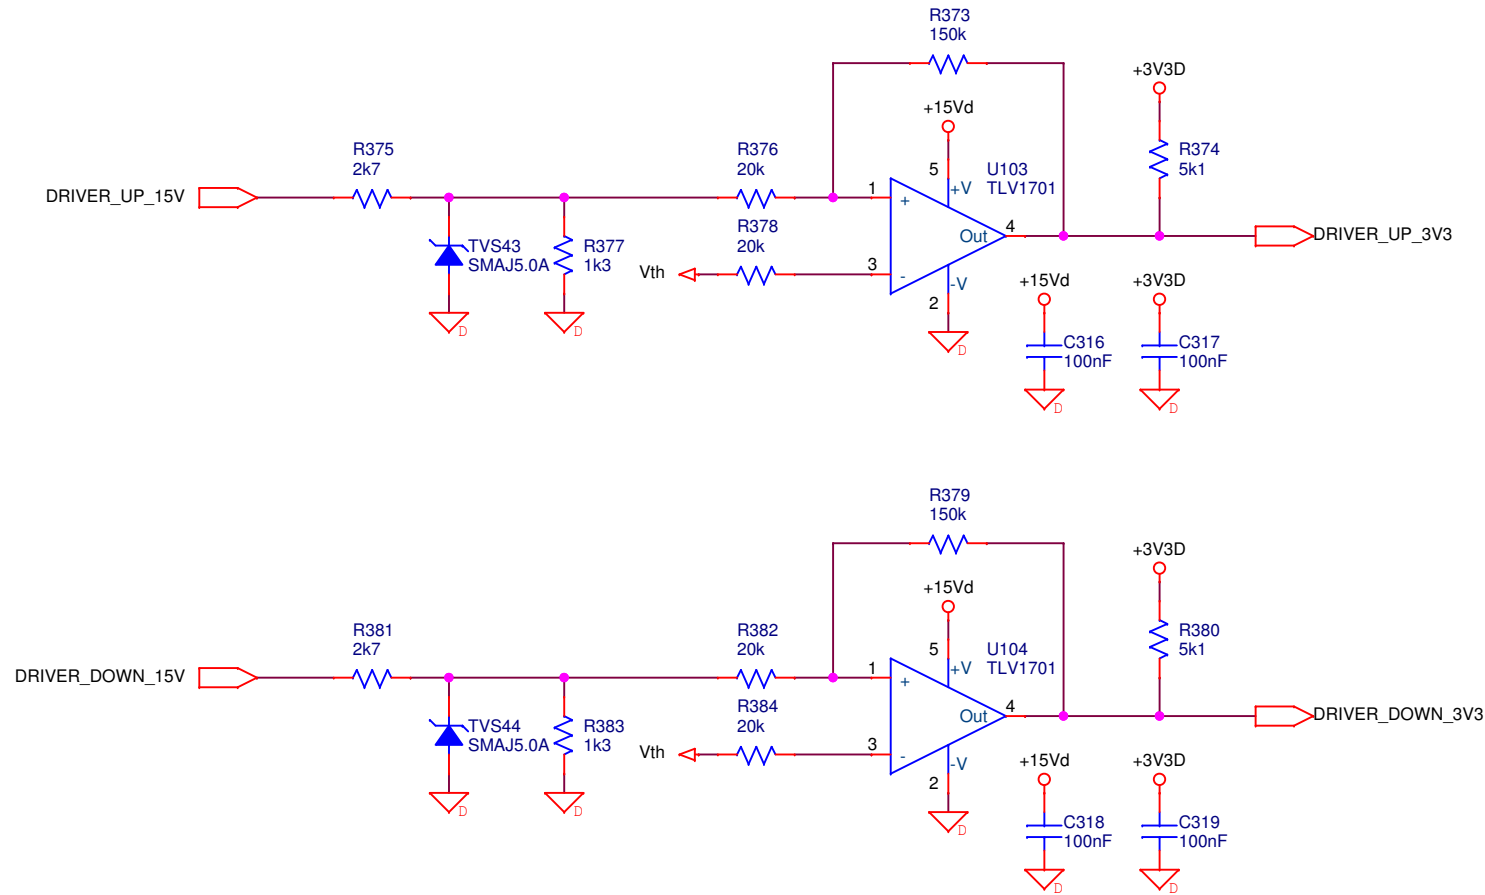 R373
150k
+3V3D
+15Vd
R375
2k7
R376
20k
R374
5k1
5
U103
TLV1701
DRIVER_UP_15V
1
+V
+
R378
20k
4
Out
DRIVER_UP_3V3
TVS43
SMAJ5.0A
R377
1k3
Vth
3
-
-V
2
+15Vd
+3V3D
D
D
D
C316
100nF
C317
100nF
D
D
R379
150k
+3V3D
+15Vd
R381
2k7
R382
20k
R380
5k1
5
U104
TLV1701
DRIVER_DOWN_15V
1
+V
+
R384
20k
4
Out
DRIVER_DOWN_3V3
TVS44
SMAJ5.0A
R383
1k3
Vth
3
-
-V
2
+15Vd
+3V3D
D
D
D
C318
100nF
C319
100nF
D
D